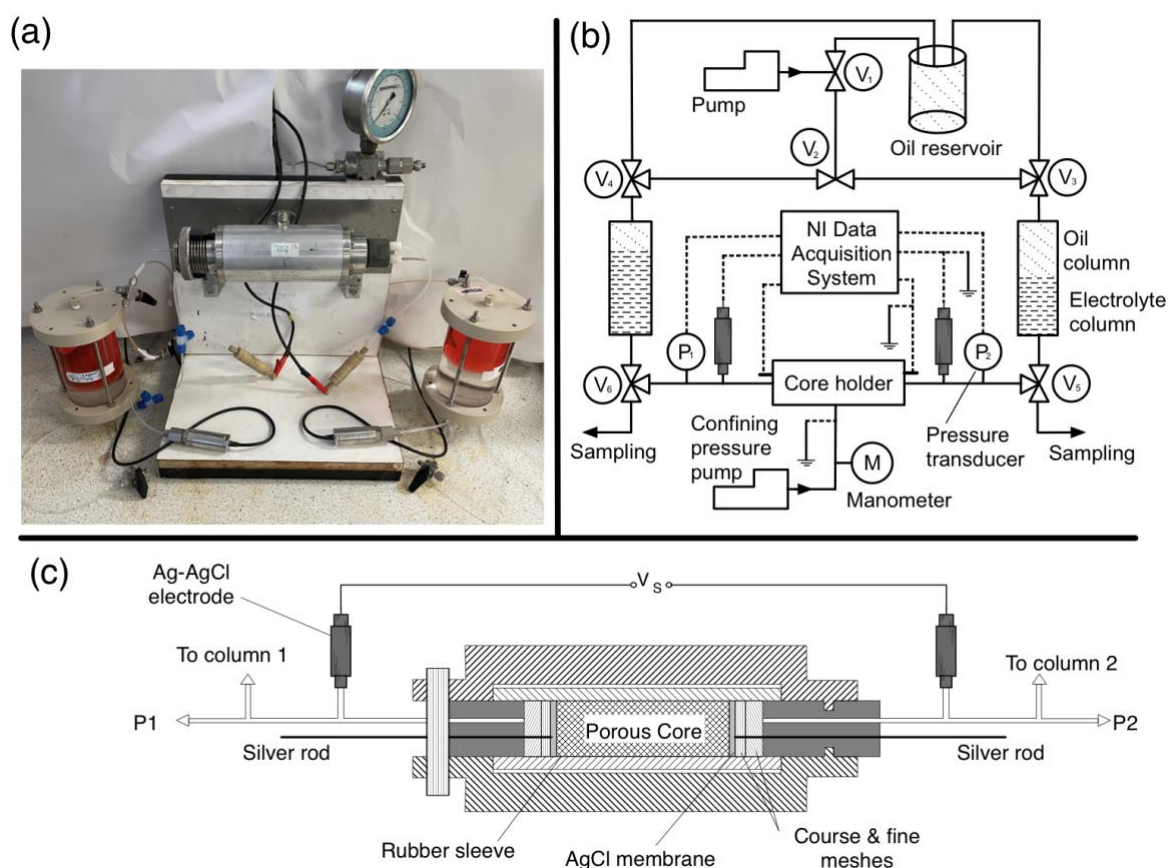 (a)
(b)
Pump
V₁
Oil reservoir
V₂
V₄
V₃
NI Data
Acquisition
System
Oil
column
Electrolyte
column
P₁
P₂
V₆
Core holder
V₅
Sampling
Confining
pressure
pump
Pressure
transducer
Sampling
M
Manometer
(c)
Ag-AgCl
electrode
V S
To column 1
To column 2
P1
Porous Core
P2
Silver rod
Silver rod
Rubber sleeve
AgCl membrane
Course & fine
meshes